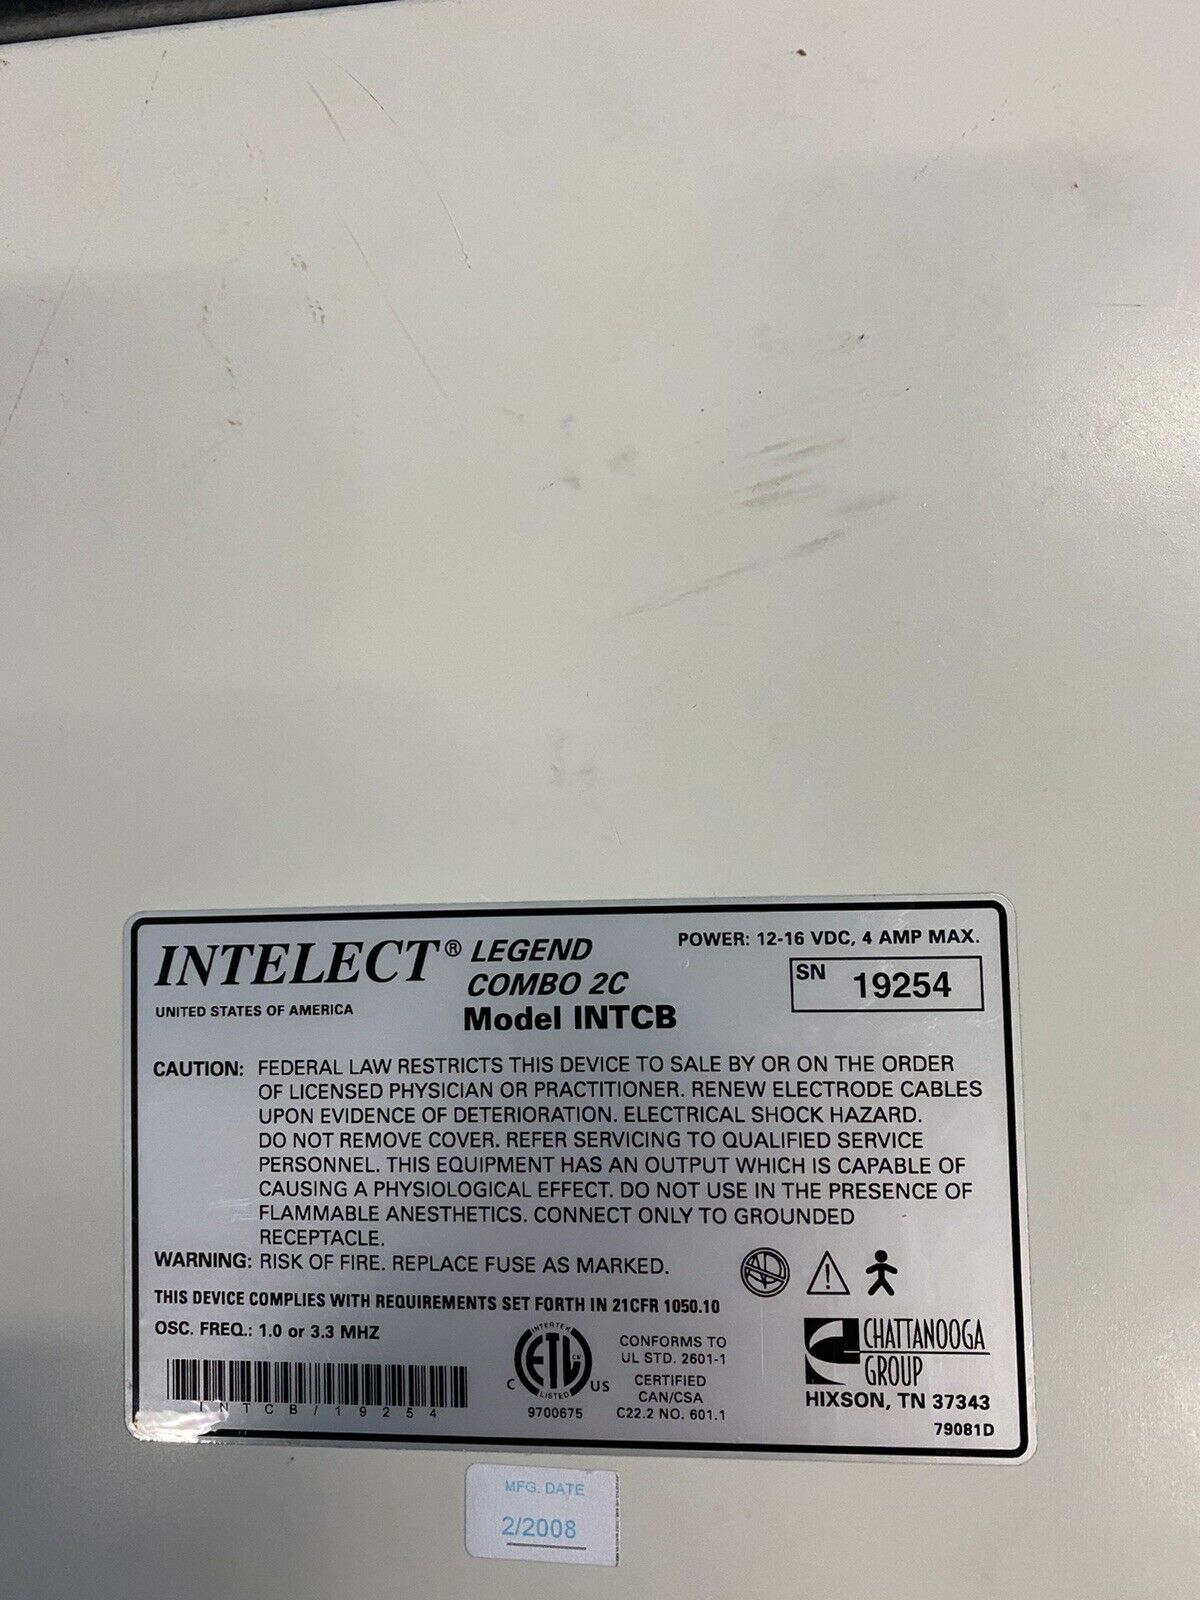 INTELECT® LEGEND
COMBO 2C
Model INTCB
UNITED STATES OF AMERICA
POWER: 12-16 VDC, 4 AMP MAX.
SN 19254
CAUTION: FEDERAL LAW RESTRICTS THIS DEVICE TO SALE BY OR ON THE ORDER
OF LICENSED PHYSICIAN OR PRACTITIONER. RENEW ELECTRODE CABLES
UPON EVIDENCE OF DETERIORATION. ELECTRICAL SHOCK HAZARD.
DO NOT REMOVE COVER. REFER SERVICING TO QUALIFIED SERVICE
PERSONNEL. THIS EQUIPMENT HAS AN OUTPUT WHICH IS CAPABLE OF
CAUSING A PHYSIOLOGICAL EFFECT. DO NOT USE IN THE PRESENCE OF
FLAMMABLE ANESTHETICS. CONNECT ONLY TO GROUNDED
RECEPTACLE.
WARNING: RISK OF FIRE. REPLACE FUSE AS MARKED.
THIS DEVICE COMPLIES WITH REQUIREMENTS SET FORTH IN 21CFR 1050.10
OSC. FREQ.: 1.0 or 3.3 MHZ
INTCB/19254
INTERTEK
C ETL CM US
LISTED
9700675
CONFORMS TO
UL STD. 2601-1
CERTIFIED
CAN/CSA
C22.2 NO. 601.1
CHATTANOOGA
GROUP
HIXSON, TN 37343
79081D
MFG. DATE
2/2008